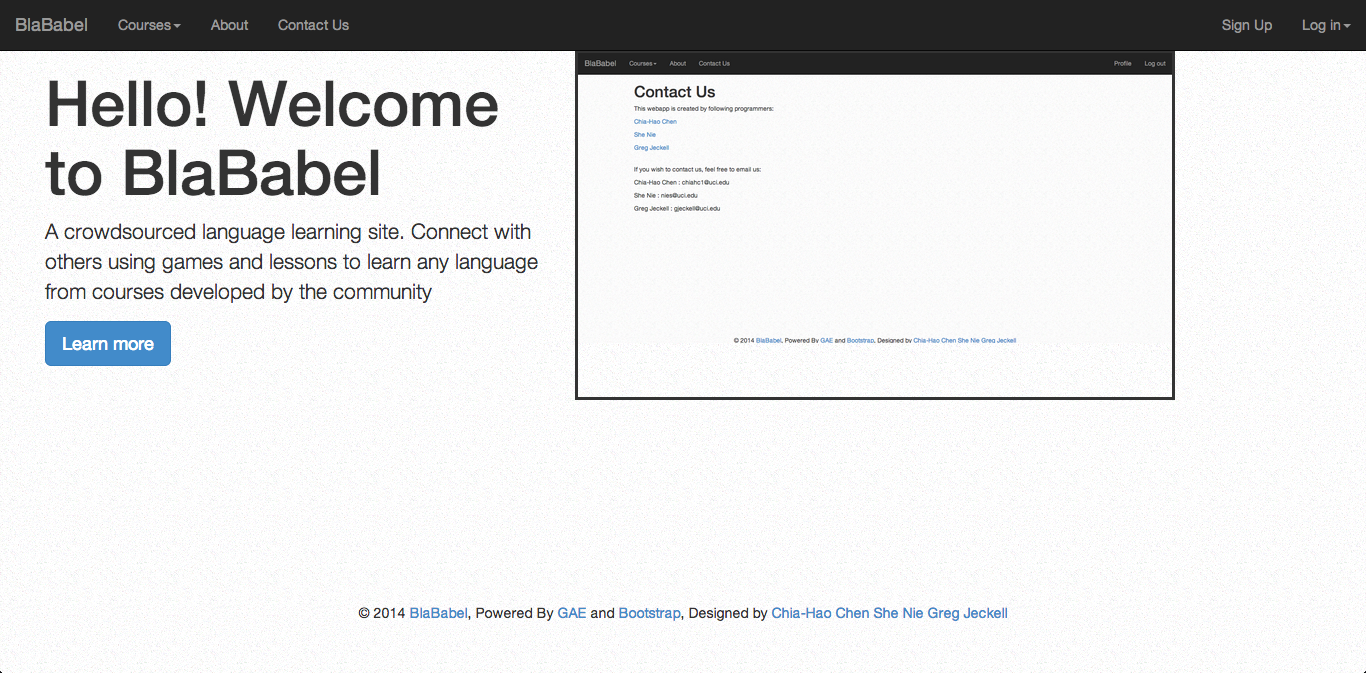 BlaBabel Courses About Contact Us Sign Up Log in
Hello! Welcome
to BlaBabel
A crowdsourced language learning site. Connect with
others using games and lessons to learn any language
from courses developed by the community
Learn more
BlaBabel Courses About Contact Us Profile Log out
Contact Us
This webapp is created by following programmers:
Chia-Hao Chen
She Nie
Greg Jeckell
If you wish to contact us, feel free to email us:
Chia-Hao Chen : chiahc1@uci.edu
She Nie : nies@uci.edu
Greg Jeckell : gjeckell@uci.edu
© 2014 BlaBabel, Powered By GAE and Bootstrap, Designed by Chia-Hao Chen She Nie Greg Jeckell
© 2014 BlaBabel, Powered By GAE and Bootstrap, Designed by Chia-Hao Chen She Nie Greg Jeckell